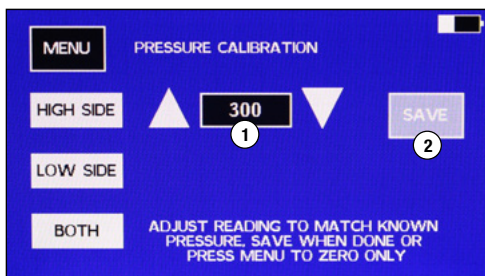 MENU
PRESSURE CALIBRATION
HIGH SIDE
300
1
SAVE
2
LOW SIDE
BOTH
ADJUST READING TO MATCH KNOWN
PRESSURE, SAVE WHEN DONE OR
PRESS MENU TO ZERO ONLY